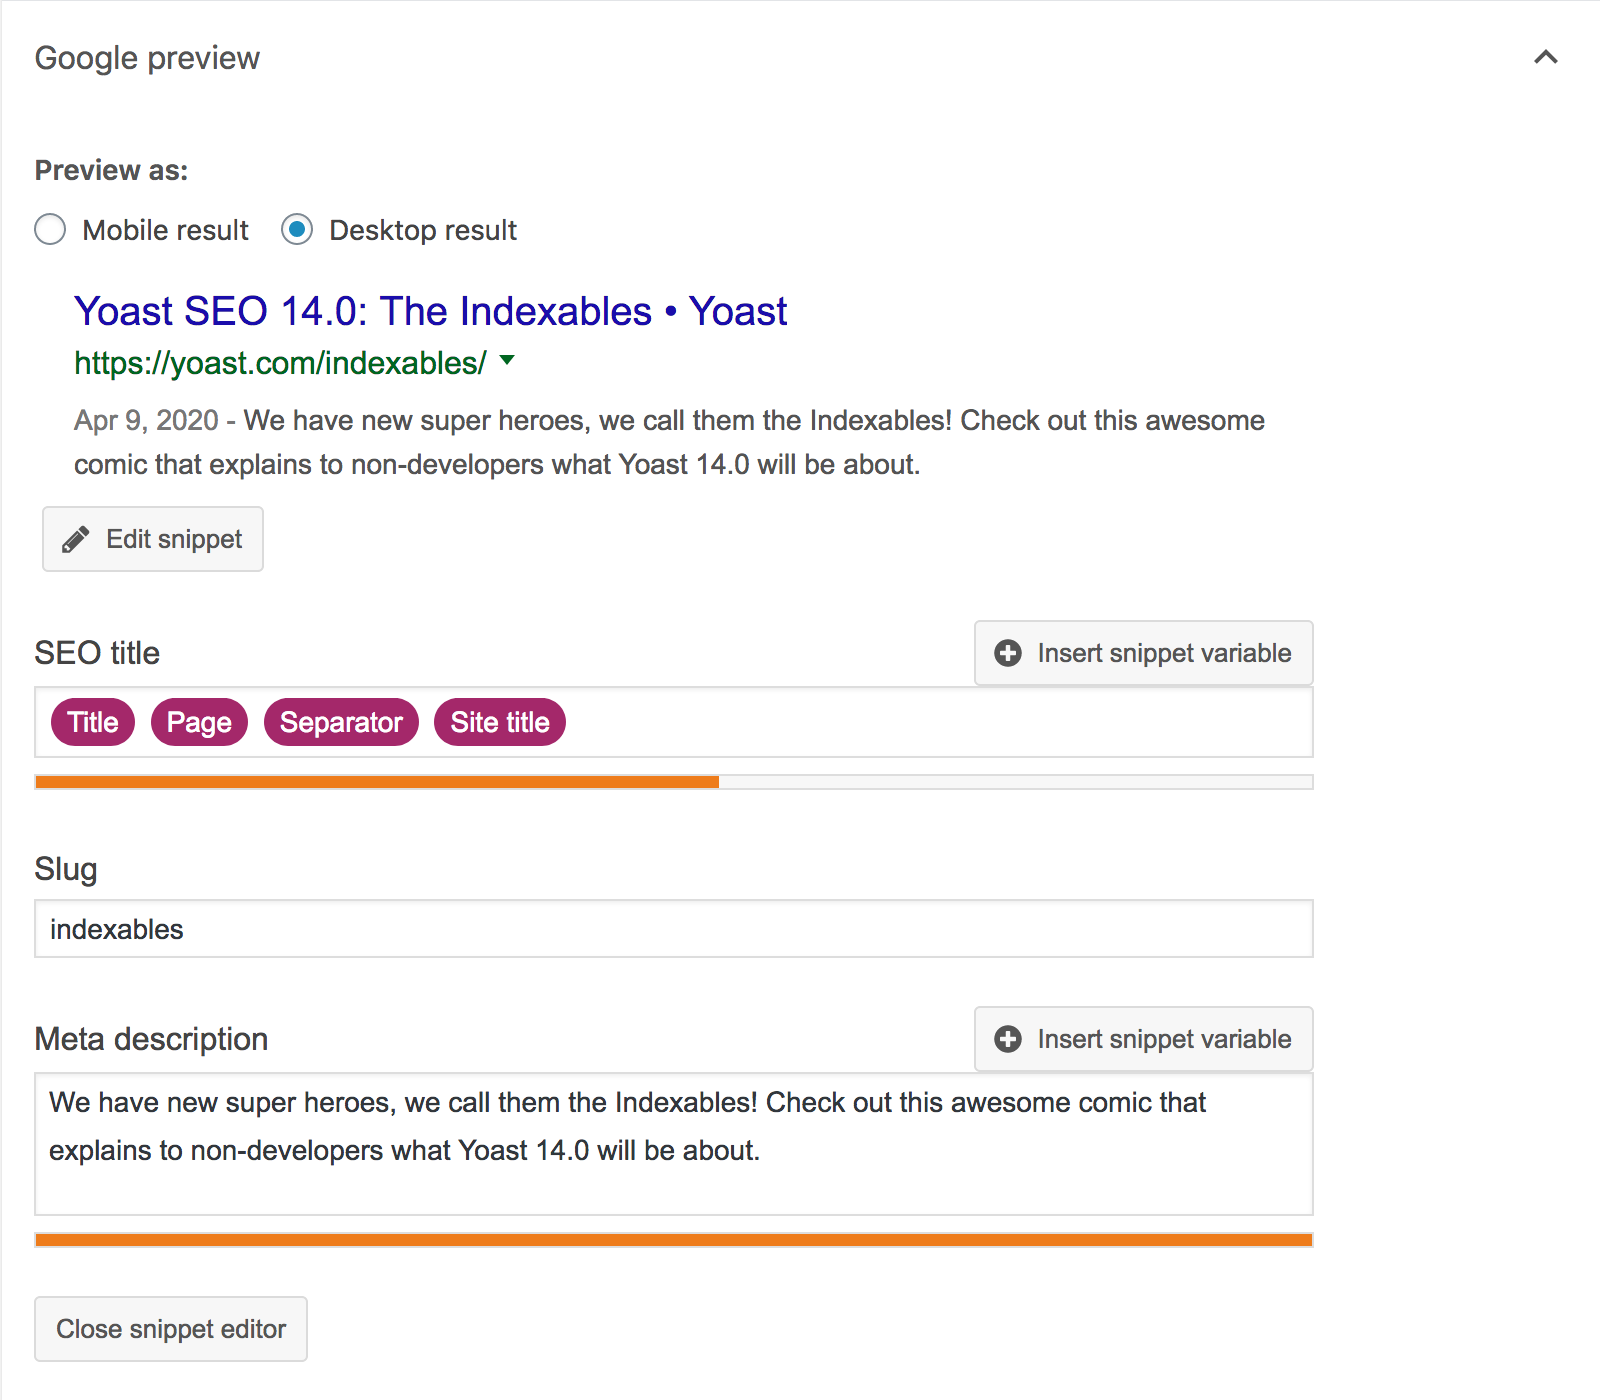 Google preview
Preview as:
Mobile result Desktop result
Yoast SEO 14.0: The Indexables • Yoast
https://yoast.com/indexables/
Apr 9, 2020 - We have new super heroes, we call them the Indexables! Check out this awesome
comic that explains to non-developers what Yoast 14.0 will be about.
Edit snippet
SEO title
Insert snippet variable
Title Page Separator Site title
Slug
indexables
Meta description
Insert snippet variable
We have new super heroes, we call them the Indexables! Check out this awesome comic that
explains to non-developers what Yoast 14.0 will be about.
Close snippet editor